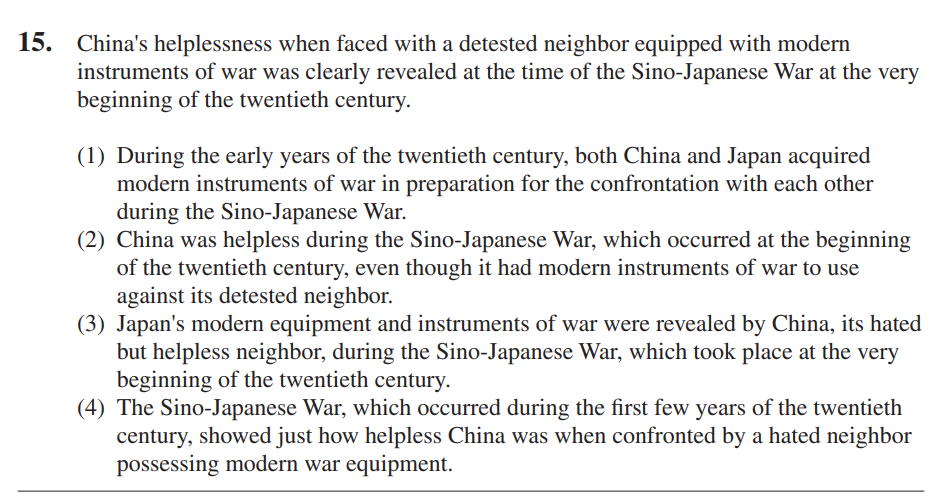 15. China's helplessness when faced with a detested neighbor equipped with modern
instruments of war was clearly revealed at the time of the Sino-Japanese War at the very
beginning of the twentieth century.
(1) During the early years of the twentieth century, both China and Japan acquired
modern instruments of war in preparation for the confrontation with each other
during the Sino-Japanese War.
(2) China was helpless during the Sino-Japanese War, which occurred at the beginning
of the twentieth century, even though it had modern instruments of war to use
against its detested neighbor.
(3) Japan's modern equipment and instruments of war were revealed by China, its hated
but helpless neighbor, during the Sino-Japanese War, which took place at the very
beginning of the twentieth century.
(4) The Sino-Japanese War, which occurred during the first few years of the twentieth
century, showed just how helpless China was when confronted by a hated neighbor
possessing modern war equipment.